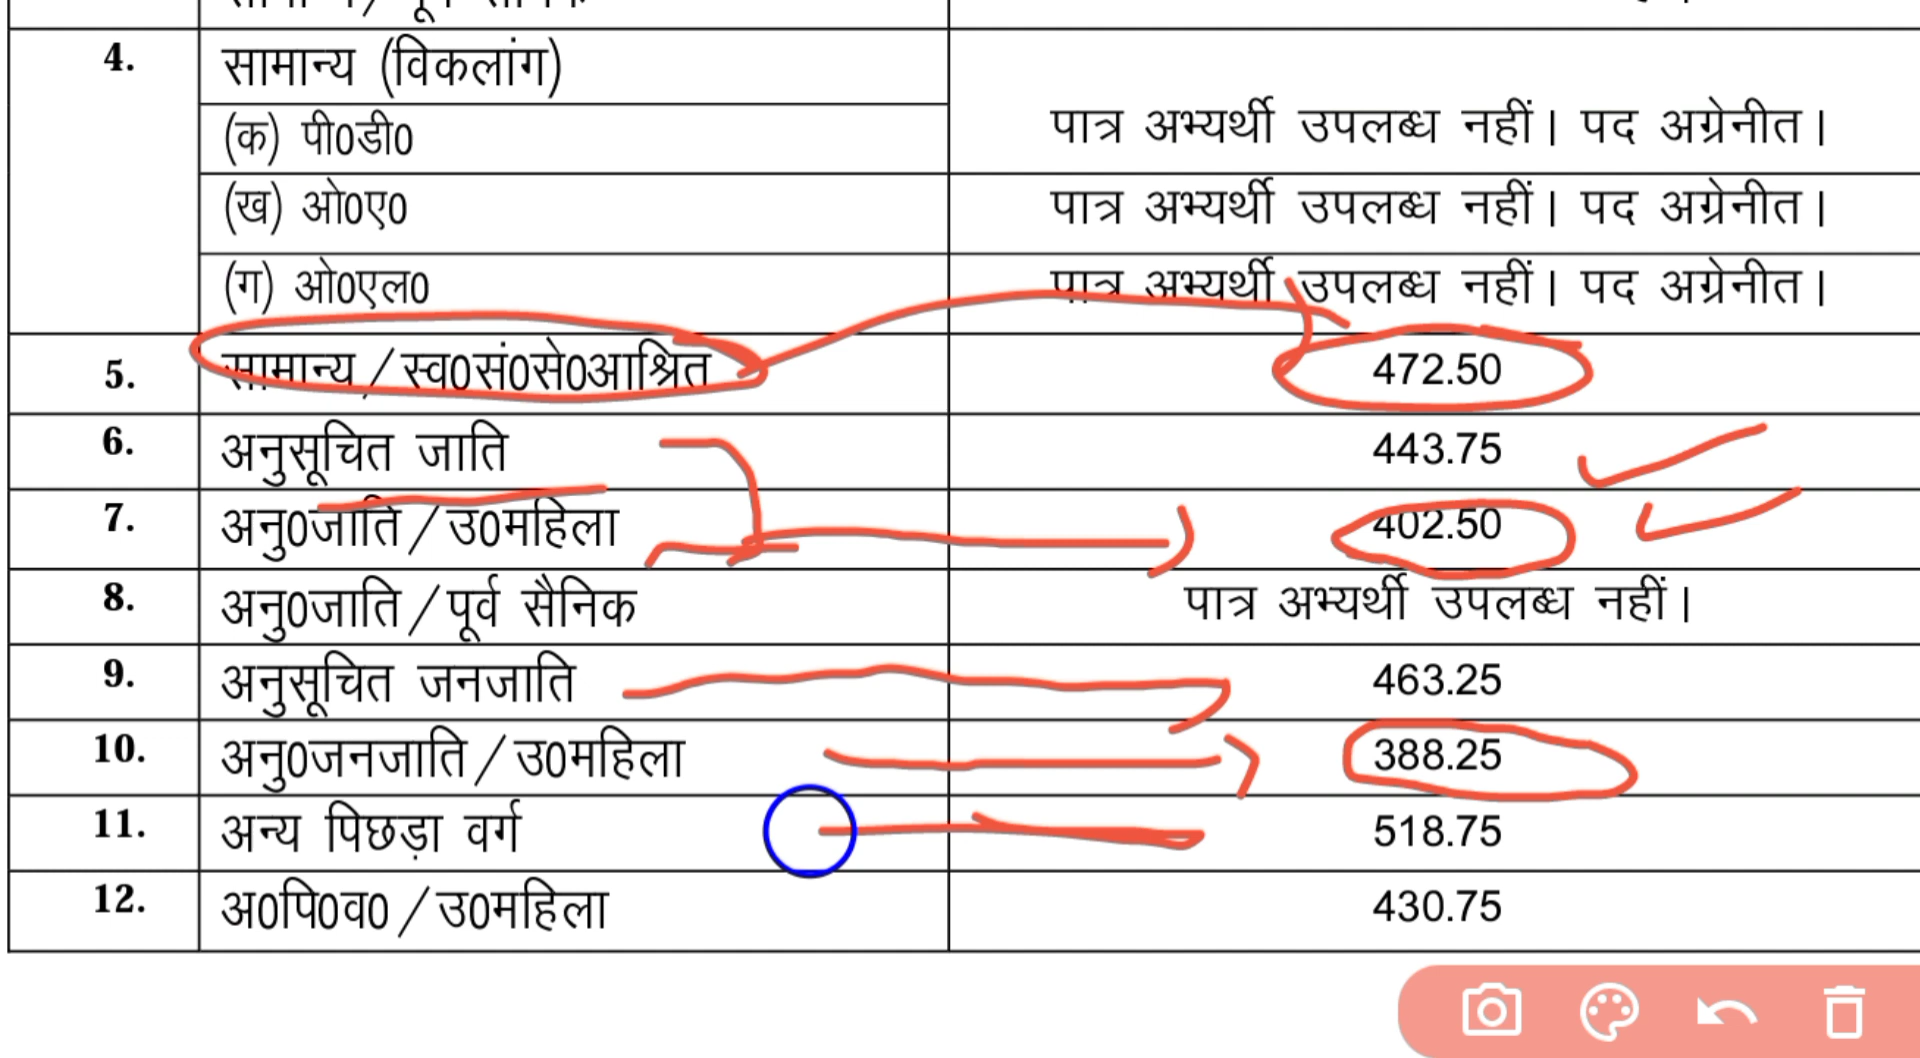 4. सामान्य (विकलांग)
(क) पी0डी0 पात्र अभ्यर्थी उपलब्ध नहीं। पद अग्रेनीत।
(ख) ओ0ए0 पात्र अभ्यर्थी उपलब्ध नहीं। पद अग्रेनीत।
(ग) ओ0एल0 पात्र अभ्यर्थी उपलब्ध नहीं। पद अग्रेनीत।
5. सामान्य/स्व0सं0से0आश्रित 472.50
6. अनुसूचित जाति 443.75
7. अनु0जाति/उ0महिला 402.50
8. अनु0जाति/पूर्व सैनिक पात्र अभ्यर्थी उपलब्ध नहीं।
9. अनुसूचित जनजाति 463.25
10. अनु0जनजाति/उ0महिला 388.25
11. अन्य पिछड़ा वर्ग 518.75
12. अ0पि0व0/उ0महिला 430.75